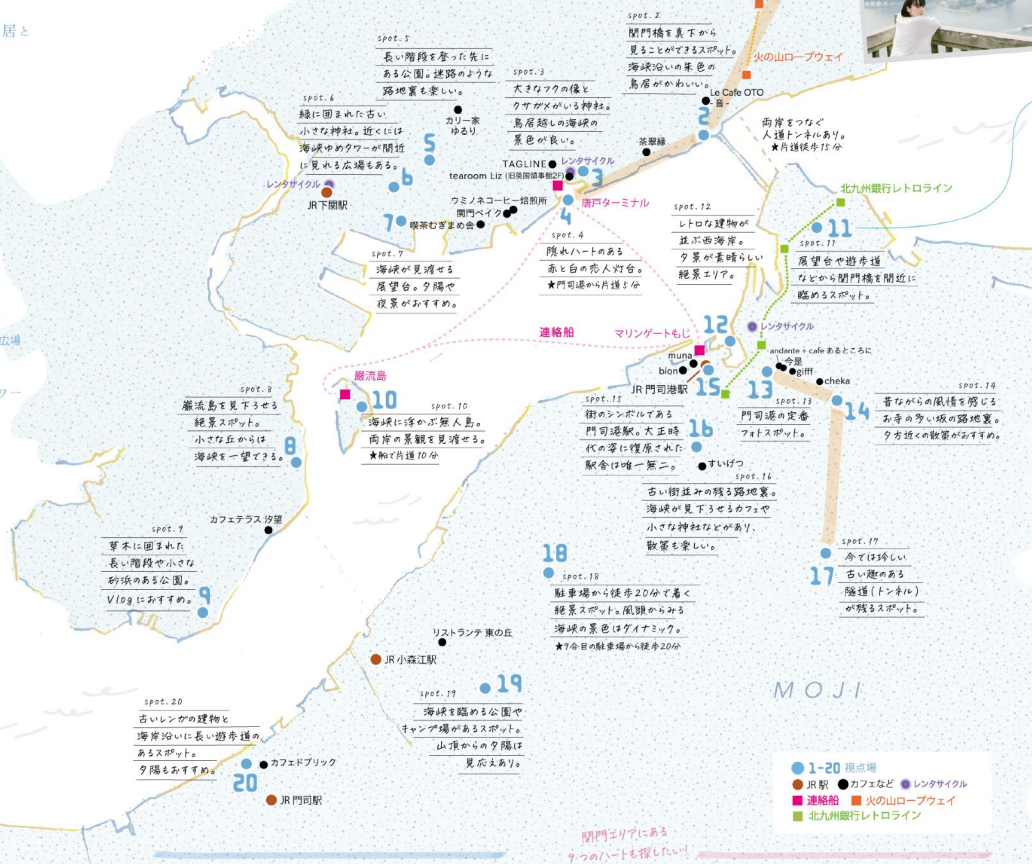 居と
広場
ワー
spot.5
長い階段を登った先に
ある公園。迷路のような
路地裏も楽しい。
カリー家
ゆるり
5
spot.6
緑に囲まれた古い
小さな神社。近くには
海峡ゆめタワーが間近
に見れる広場もある。
6
レンタサイクル
JR下関駅
7
spot.7
海峡が見渡せる
展望台。夕陽や
夜景がおすすめ。
喫茶むぎまめ舎
関門ベイク
ウミノネコーヒー焙煎所
spot.3
大きなフクの像と
クサガメがいる神社。
鳥居越しの海峡の
景色が良い。
TAGLINE
tearoom Liz (旧英国領事館2F)
レンタサイクル
3
唐戸ターミナル
4
spot.4
隠れハートのある
赤と白の恋人灯台。
★門司港から片道5分
spot.2
関門橋を真下から
見ることができるスポット。
海峡沿いの朱色の
鳥居がかわいい。
火の山ロープウェイ
Le Cafe OTO
-音-
2
茶翠縁
両岸をつなぐ
人道トンネルあり。
★片道徒歩15分
北九州銀行レトロライン
11
spot.11
展望台や遊歩道
などから関門橋を間近に
臨めるスポット。
spot.12
レトロな建物が
並ぶ西海岸。
夕景が素晴らしい
絶景エリア。
12
レンタサイクル
連絡船
マリンゲートもじ
muna
bion
JR 門司港駅
15
andante + cafe あるところに
今是
gifff
cheka
13
spot.13
門司港の定番
フォトスポット。
14
spot.14
昔ながらの風情を感じる
お寺の多い坂の路地裏。
夕方近くの散策がおすすめ。
spot.15
街のシンボルである
門司港駅。大正時
代の姿に復原された
駅舎は唯一無二。
16
すいげつ
spot.16
古い街並みの残る路地裏。
海峡が見下ろせるカフェや
小さな神社などがあり、
散策も楽しい。
巌流島
10
spot.10
海峡に浮かぶ無人島。
両岸の景観を見渡せる。
★船で片道10分
spot.8
巌流島を見下ろせる
絶景スポット。
小さな丘からは
海峡を一望できる。
8
カフェテラス 汐望
spot.9
草木に囲まれた
長い階段や小さな
砂浜のある公園。
Vlogにおすすめ。
9
17
spot.17
今では珍しい
古い趣のある
隧道(トンネル)
が残るスポット。
18
spot.18
駐車場から徒歩20分で着く
絶景スポット。風頭からみる
海峡の景色はダイナミック。
★9合目の駐車場から徒歩20分
リストランテ 東の丘
JR 小森江駅
19
spot.19
海峡を臨める公園や
キャンプ場があるスポット。
山頂からの夕陽は
見応えあり。
spot.20
古いレンガの建物と
海岸沿いに長い遊歩道の
あるスポット。
夕陽もおすすめ。
20
カフェドブリック
JR 門司駅
MOJI
1-20 視点場
JR 駅
カフェなど
レンタサイクル
連絡船
火の山ロープウェイ
北九州銀行レトロライン
関門エリアにある
9つのハートも探したい!!